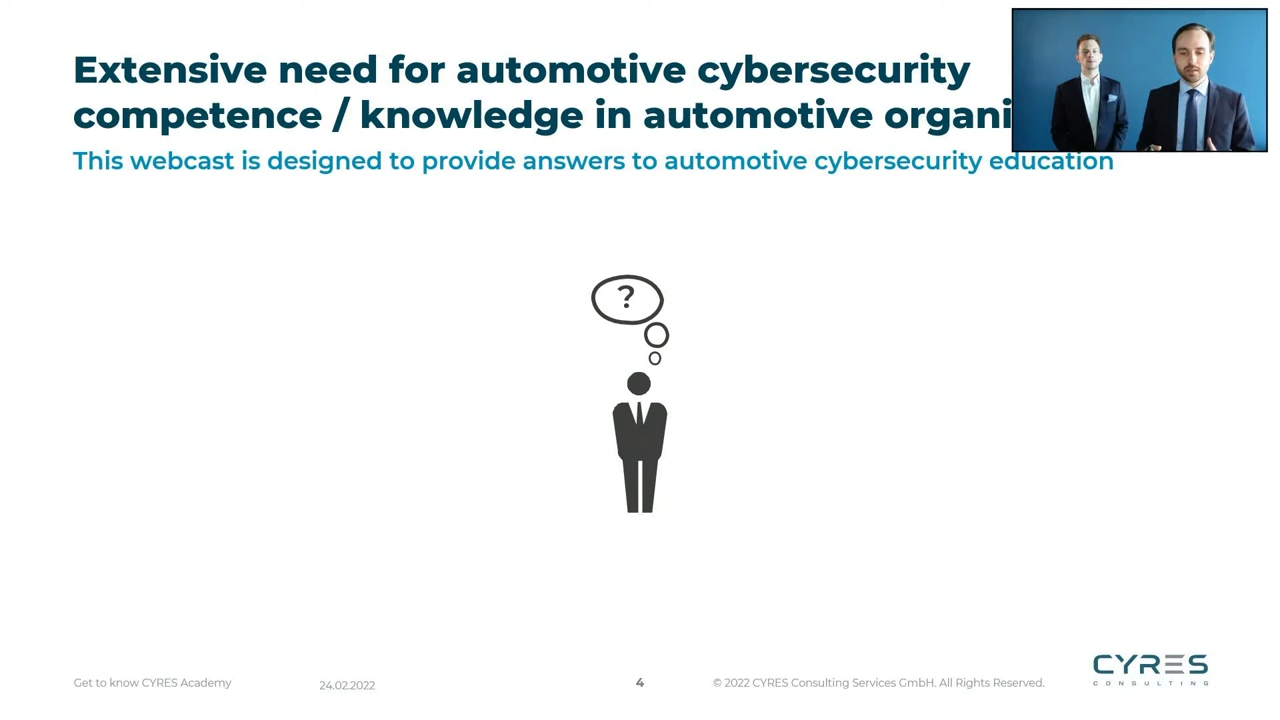 Extensive need for automotive cybersecurity
competence / knowledge in automotive organi
This webcast is designed to provide answers to automotive cybersecurity education
?
Get to know CYRES Academy
24.02.2022
4
© 2022 CYRES Consulting Services GmbH. All Rights Reserved.
CYRES
CONSULTING